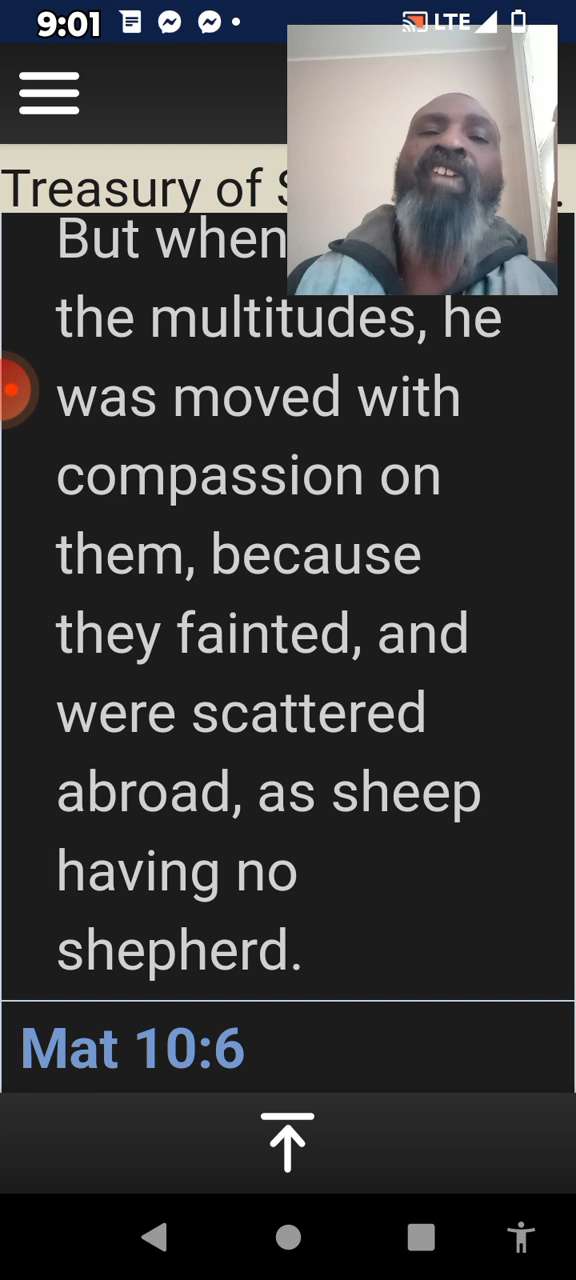 9:01 LTE
Treasury of
But when
the multitudes, he
was moved with
compassion on
them, because
they fainted, and
were scattered
abroad, as sheep
having no
shepherd.
Mat 10:6